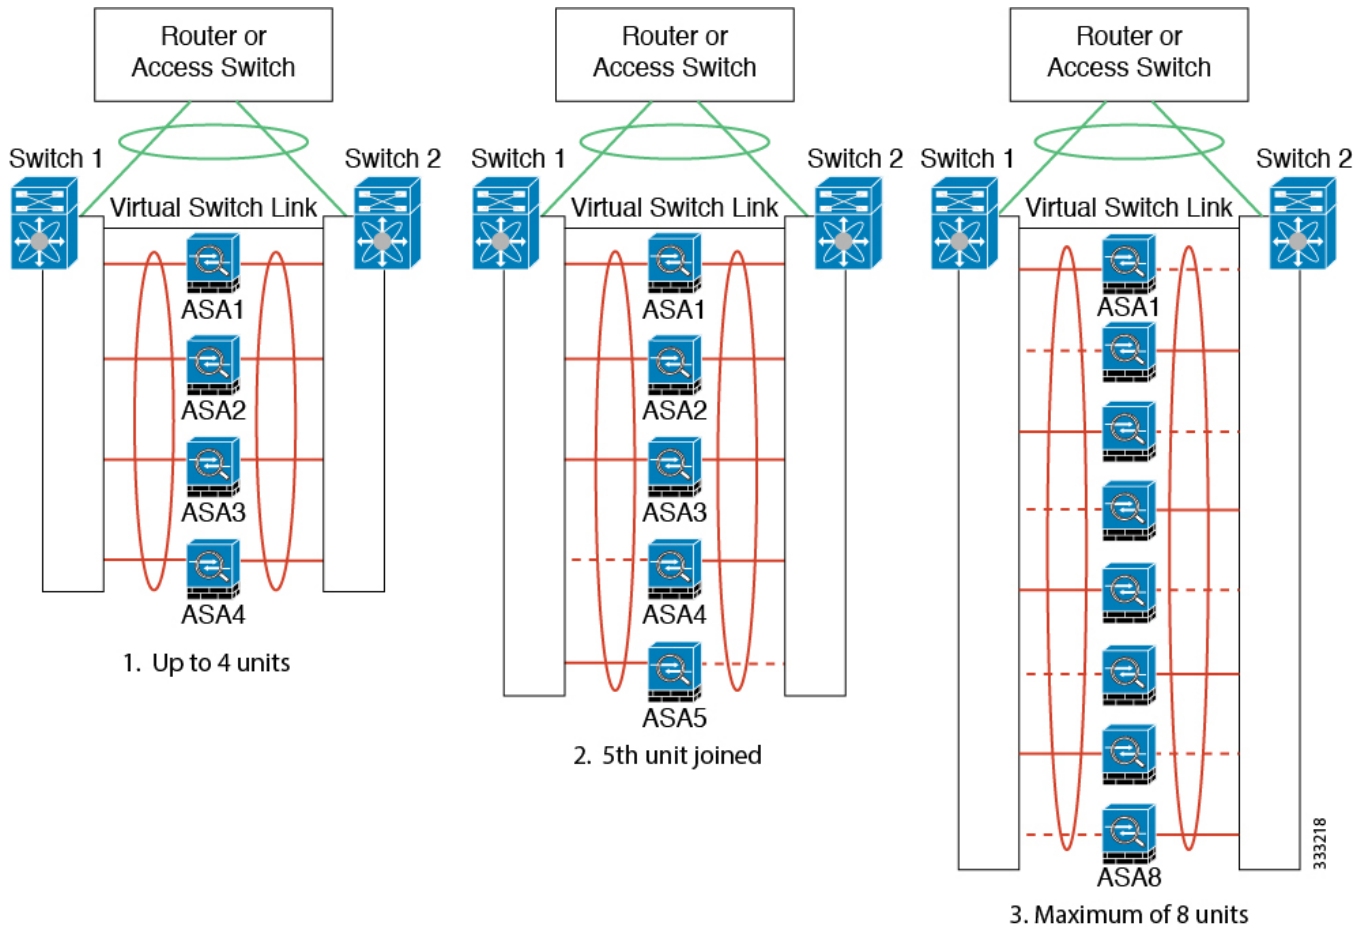 Router or
Access Switch
Switch 1
Switch 2
Virtual Switch Link
ASA1
ASA2
ASA3
ASA4
1. Up to 4 units
Router or
Access Switch
Switch 1
Switch 2
Virtual Switch Link
ASA1
ASA2
ASA3
ASA4
ASA5
2. 5th unit joined
Router or
Access Switch
Switch 1
Switch 2
Virtual Switch Link
ASA1
ASA8
3. Maximum of 8 units
333218